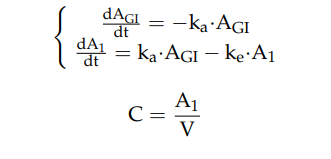 dA_GI/dt = −k_a·A_GI
dA_1/dt = k_a·A_GI − k_e·A_1
C = A_1/V